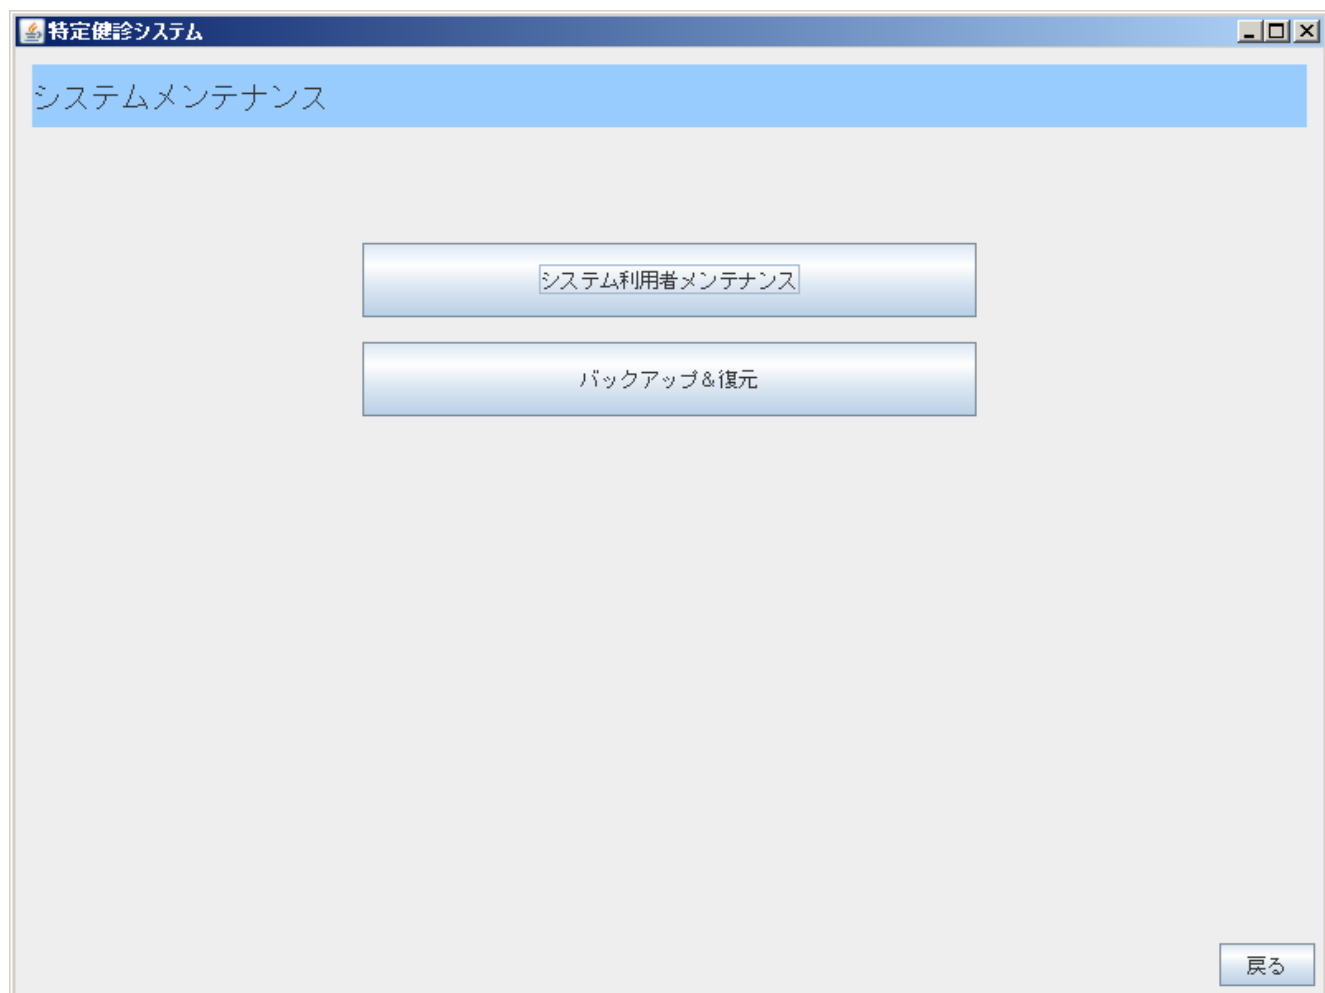 特定健診システム
システムメンテナンス
システム利用者メンテナンス
バックアップ&復元
戻る